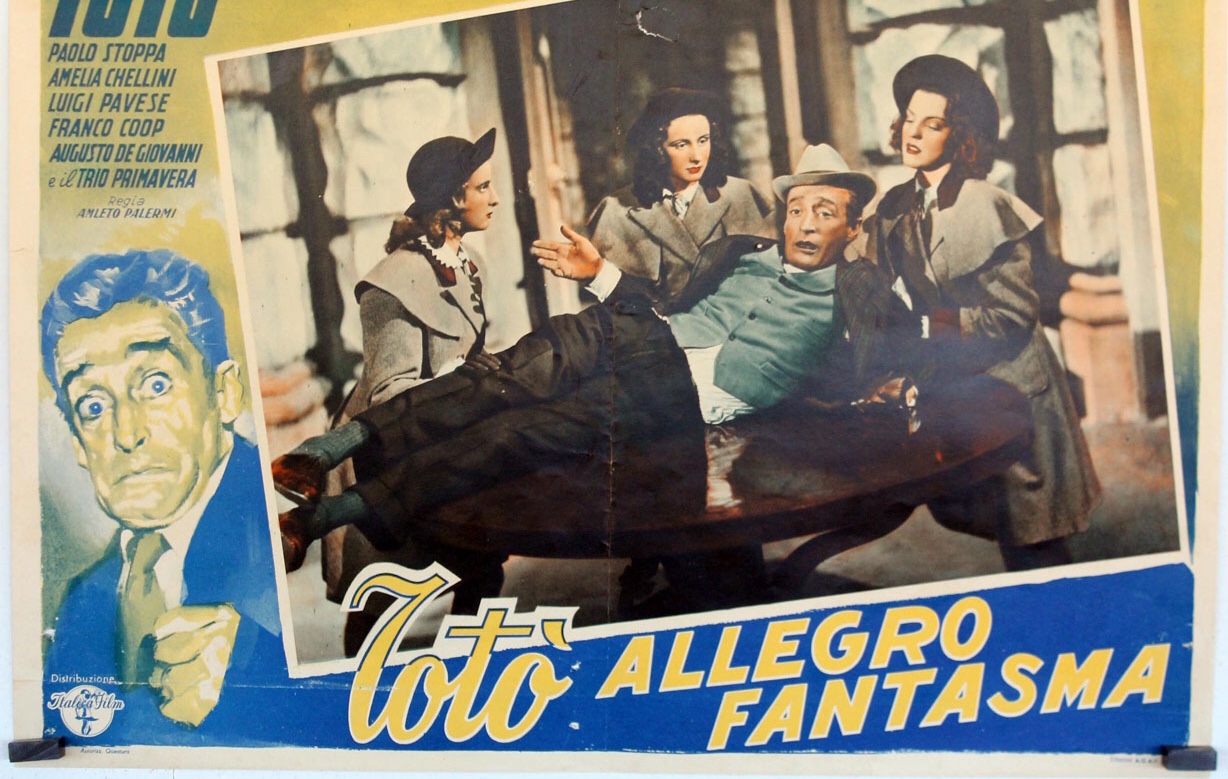 TOTO
PAOLO STOPPA
AMELIA CHELLINI
LUIGI PAVESE
FRANCO COOP
AUGUSTO DE GIOVANNI
e il TRIO PRIMAVERA
Regia
AMLETO PALERMI
Totò ALLEGRO
FANTASMA
Distribuzione
Italica Film